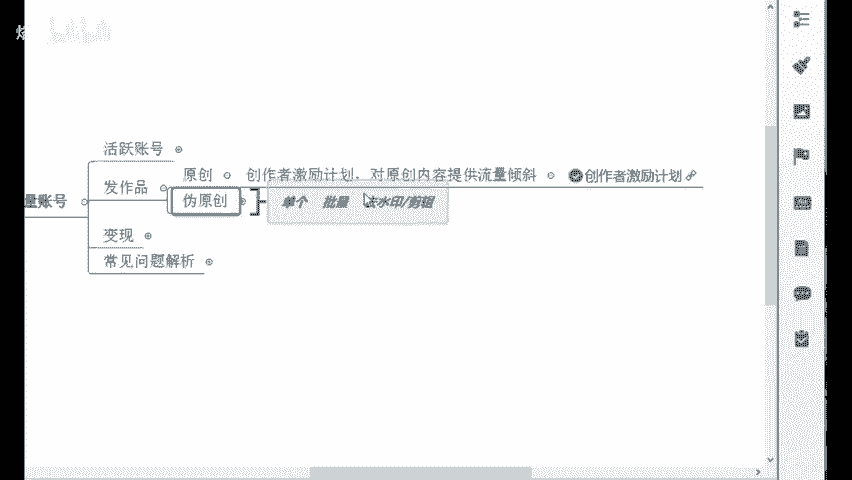 活跃账号
原创 创作者激励计划，对原创内容提供流量倾斜 创作者激励计划
发作品
量账号
伪原创 单个 批量 去水印/剪辑
变现
常见问题解析